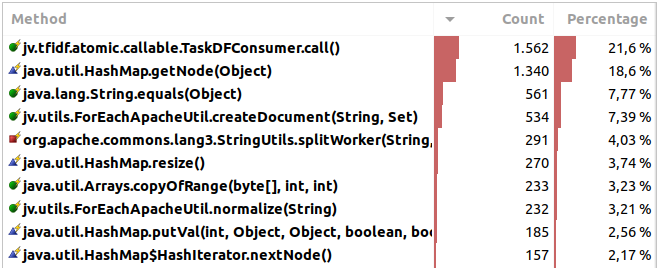 Method Count Percentage
jv.tfidf.atomic.callable.TaskDFConsumer.call() 1.562 21,6 %
java.util.HashMap.getNode(Object) 1.340 18,6 %
java.lang.String.equals(Object) 561 7,77 %
jv.utils.ForEachApacheUtil.createDocument(String, Set) 534 7,39 %
org.apache.commons.lang3.StringUtils.splitWorker(String, 291 4,03 %
java.util.HashMap.resize() 270 3,74 %
java.util.Arrays.copyOfRange(byte[], int, int) 233 3,23 %
jv.utils.ForEachApacheUtil.normalize(String) 232 3,21 %
java.util.HashMap.putVal(int, Object, Object, boolean, boo 185 2,56 %
java.util.HashMap$HashIterator.nextNode() 157 2,17 %